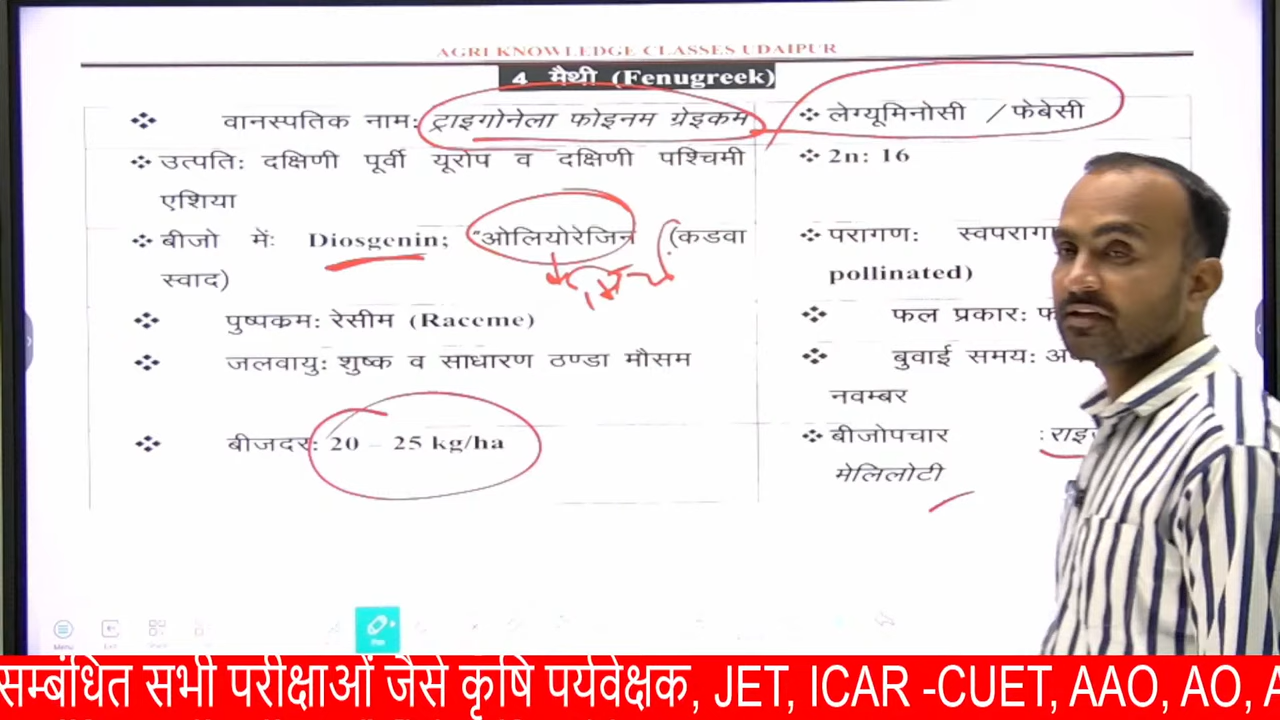 AGRI KNOWLEDGE CLASSES UDAIPUR
4 मैथी (Fenugreek)
❖ वानस्पतिक नाम: ट्राइगोनेला फोइनम ग्रेइकम
❖ लेग्यूमिनोसी / फेबेसी
❖ उत्पति: दक्षिणी पूर्वी यूरोप व दक्षिणी पश्चिमी
एशिया
❖ 2n: 16
❖ बीजो में: Diosgenin; "ओलियोरेजिन (कडवा
स्वाद)
❖ परागण:
pollinated)
❖ पुष्पकम: रेसीम (Raceme)
❖ फल प्रकार:
❖ जलवायु: शुष्क व साधारण ठण्डा मौसम
❖ बुवाई समय:
नवम्बर
❖ बीजदर: 20 – 25 kg/ha
❖ बीजोपचार :
मेलिलोटी
Menu
सम्बंधित सभी परीक्षाओं जैसे कृषि पर्यवेक्षक, JET, ICAR -CUET, AAO, AO,